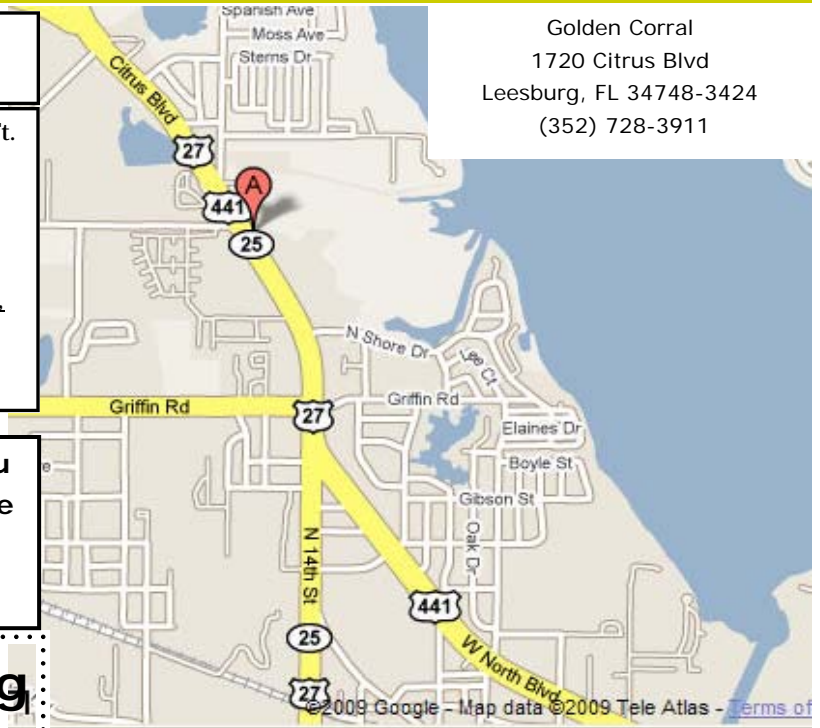 Golden Corral
1720 Citrus Blvd
Leesburg, FL 34748-3424
(352) 728-3911
Spanish Ave
Moss Ave
Sterns Dr
Citrus Blvd
27
441
A
25
N Shore Dr
Lee Ct
Griffin Rd
27
Griffin Rd
Elaines Dr
Boyle St
Gibson St
Oak Dr
N 14th St
441
25
W North Blvd
27
©2009 Google - Map data ©2009 Tele Atlas - Terms of